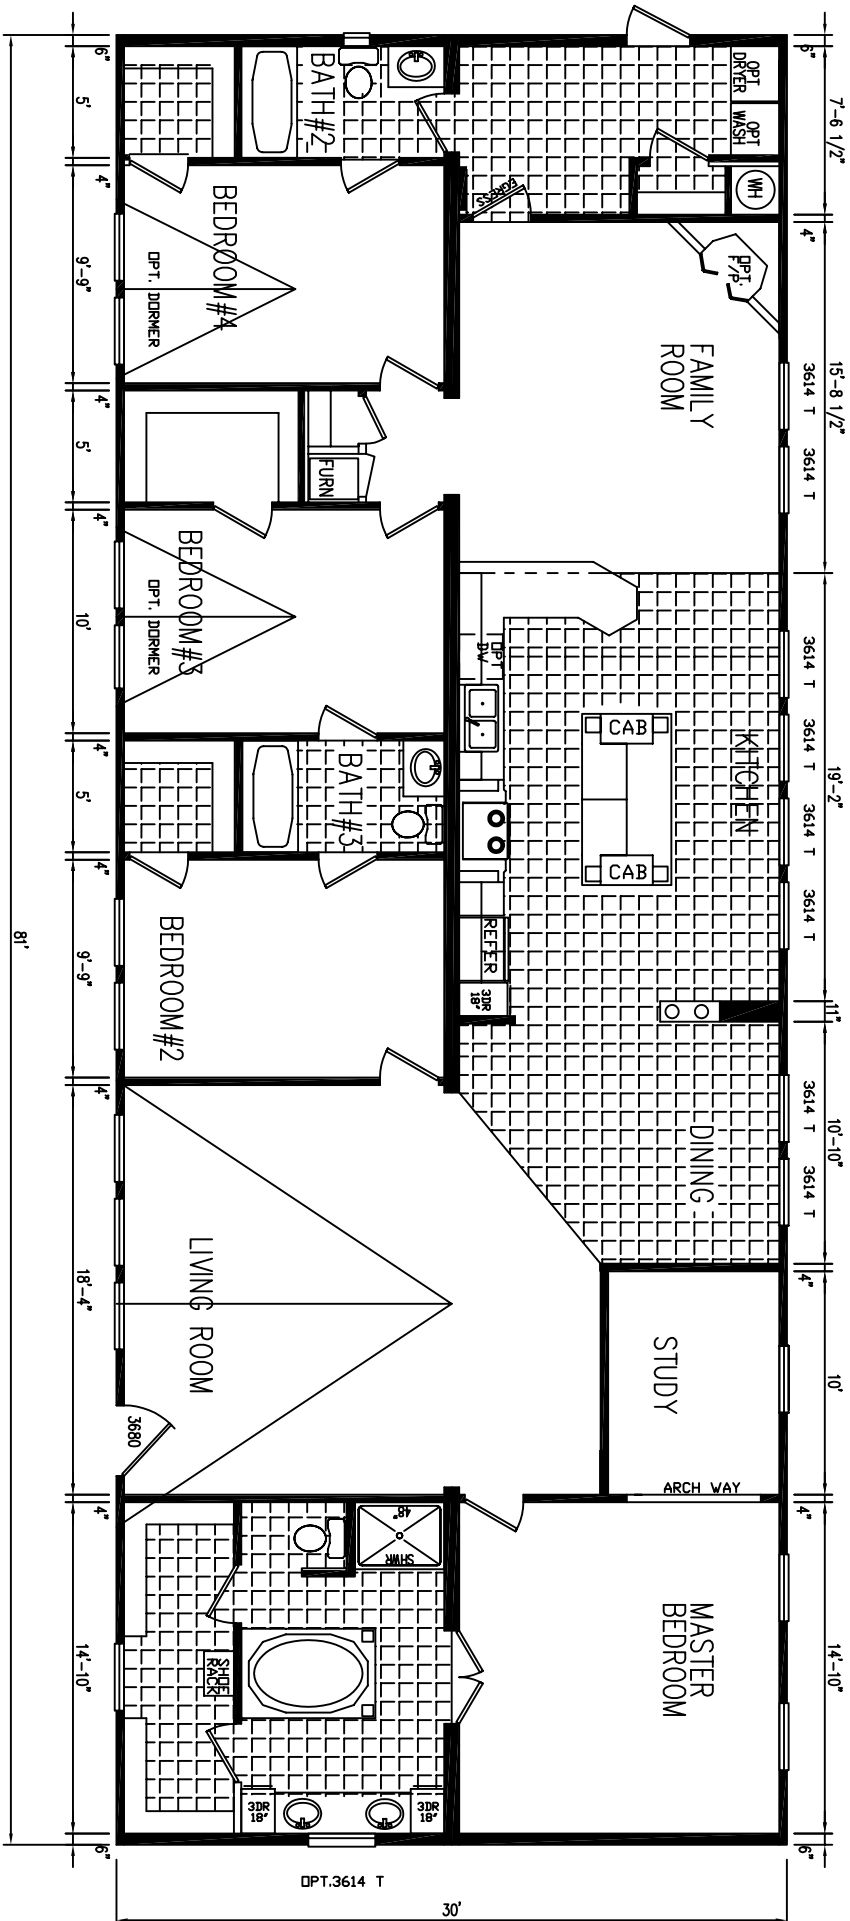 6" 7'-6 1/2" 4" 15'-8 1/2" 19'-2" 11" 10'-10" 4" 10' 4" 14'-10" 6"
3614 T 3614 T 3614 T 3614 T 3614 T 3614 T 3614 T 3614 T
OPT
DRYER
OPT
WASH
WH
OPT.
F/P
EGRESS
FAMILY
ROOM
KITCHEN
CAB
CAB
OPT
DW
REFER
3DR
18"
DINING
STUDY
ARCH WAY
MASTER
BEDROOM
BATH#2
BEDROOM#4
OPT. DORMER
FURN
BEDROOM#3
OPT. DORMER
BATH#3
BEDROOM#2
LIVING ROOM
3680
48"
SHWR
SHOE
RACK
3DR
18"
3DR
18"
OPT.3614 T
30'
6" 5' 4" 9'-9" 4" 5' 4" 10' 4" 5' 4" 9'-9" 4" 18'-4" 4" 14'-10" 6"
81'